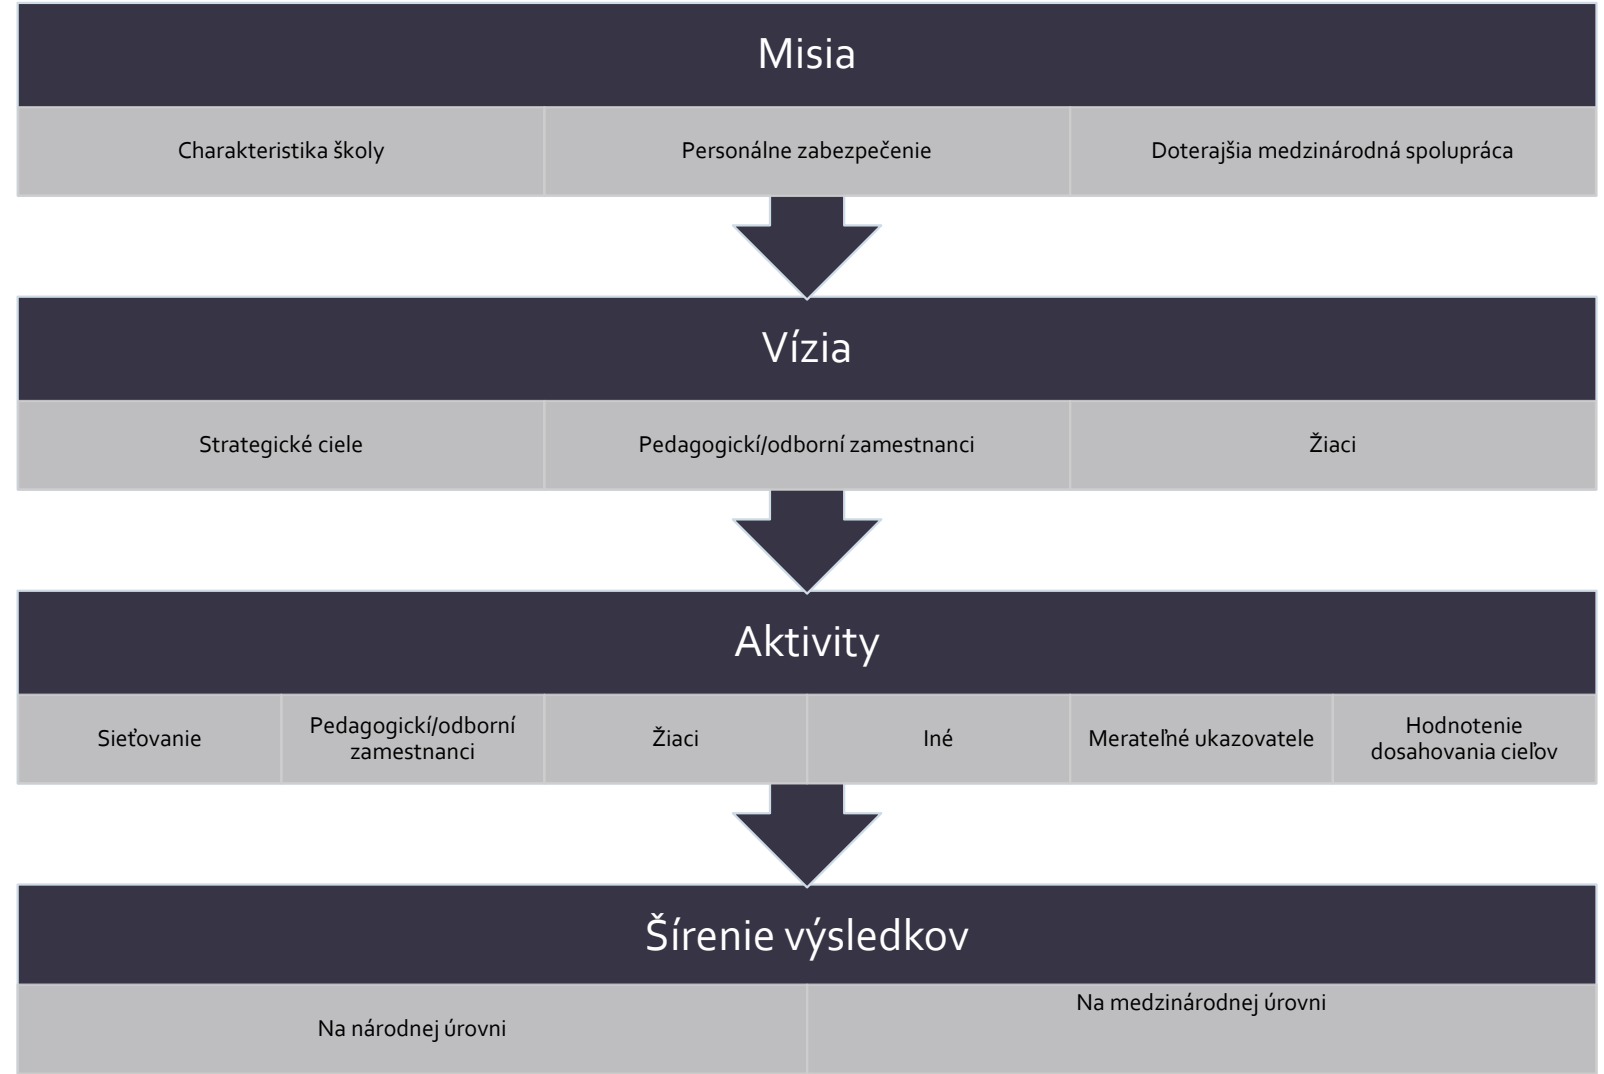 Misia
Charakteristika školy
Personálne zabezpečenie
Doterajšia medzinárodná spolupráca
Vízia
Strategické ciele
Pedagogickí/odborní zamestnanci
Žiaci
Aktivity
Sieťovanie
Pedagogickí/odborní
zamestnanci
Žiaci
Iné
Merateľné ukazovatele
Hodnotenie
dosahovania cieľov
Šírenie výsledkov
Na národnej úrovni
Na medzinárodnej úrovni